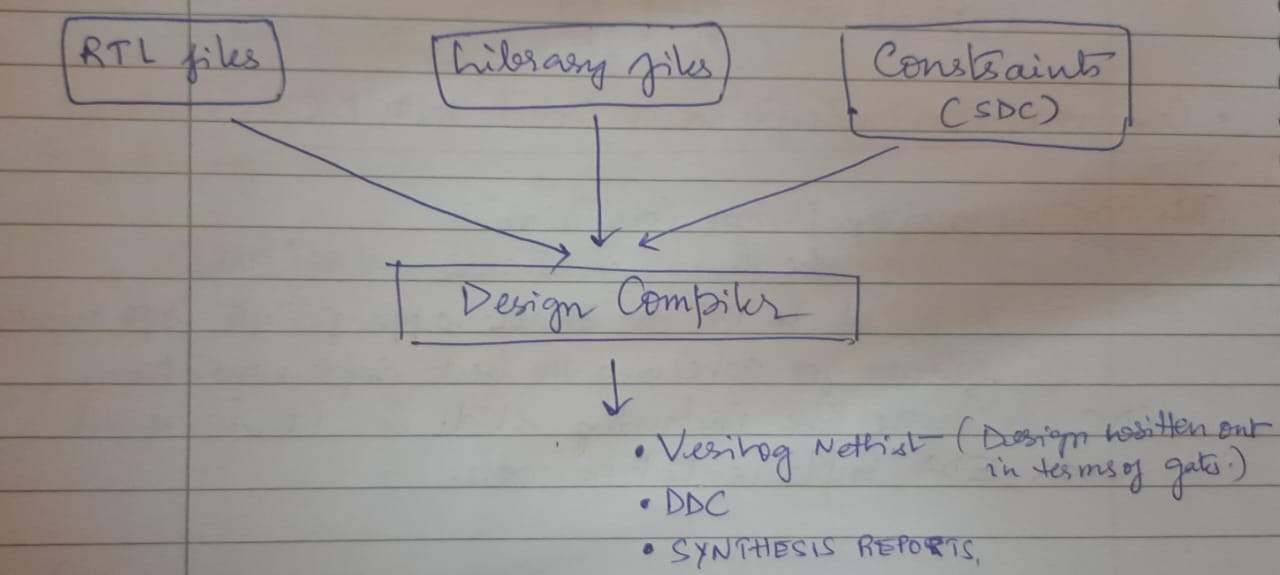 RTL files
Library files
Constraints
(SDC)
Design Compiler
• Verilog Netlist (Design written out
in terms of gates.)
• DDC
• SYNTHESIS REPORTS.